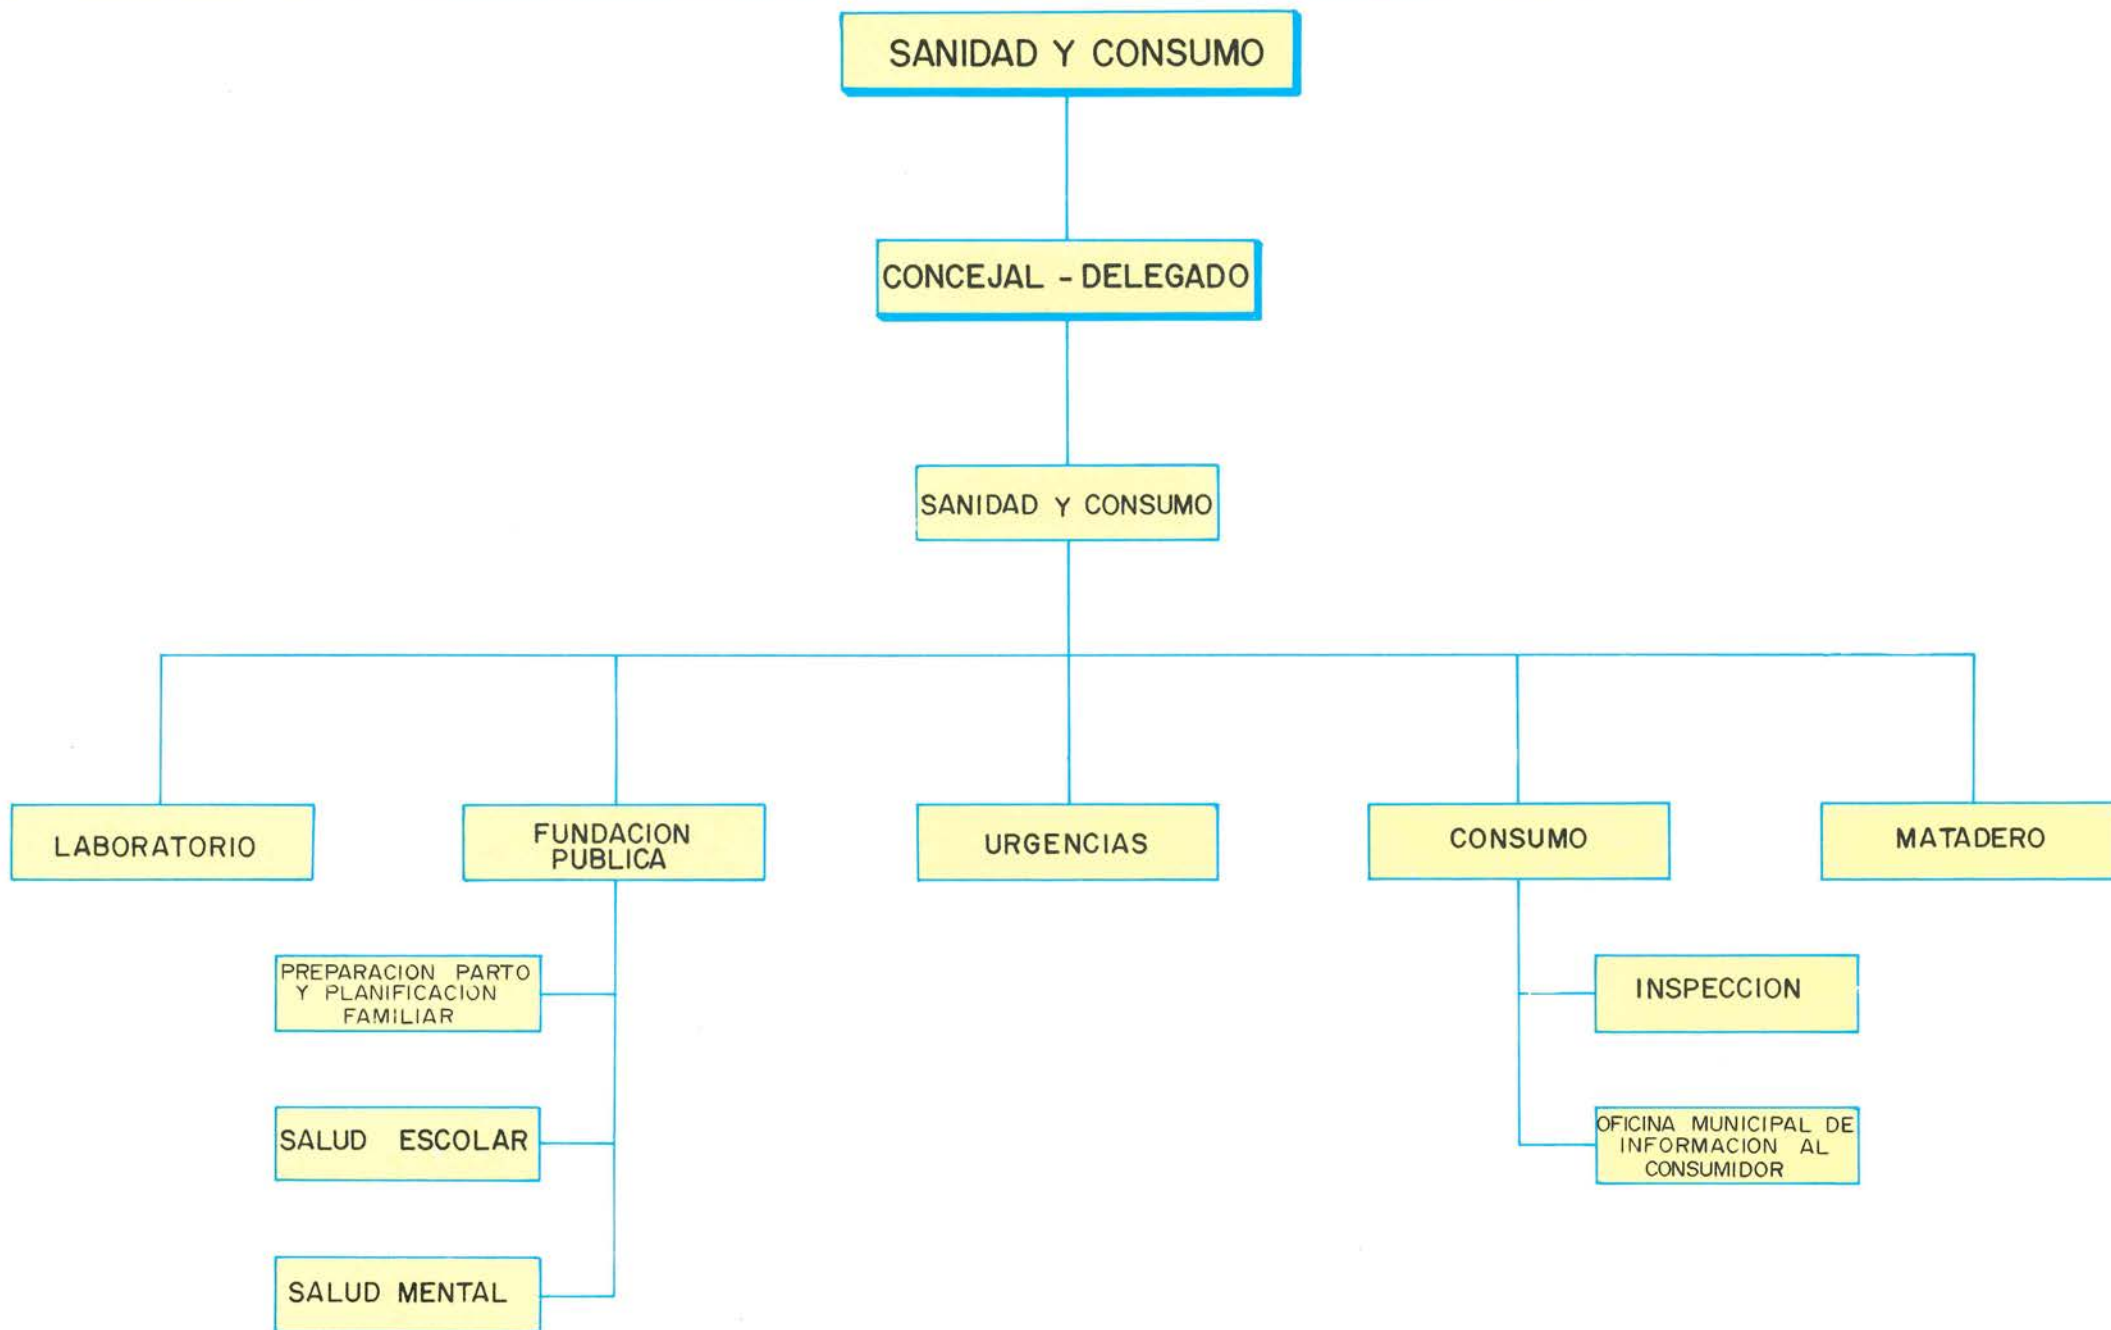 SANIDAD Y CONSUMO
CONCEJAL - DELEGADO
SANIDAD Y CONSUMO
LABORATORIO
FUNDACION
PUBLICA
URGENCIAS
CONSUMO
MATADERO
PREPARACION PARTO
Y PLANIFICACION
FAMILIAR
SALUD ESCOLAR
SALUD MENTAL
INSPECCION
OFICINA MUNICIPAL DE
INFORMACION AL
CONSUMIDOR